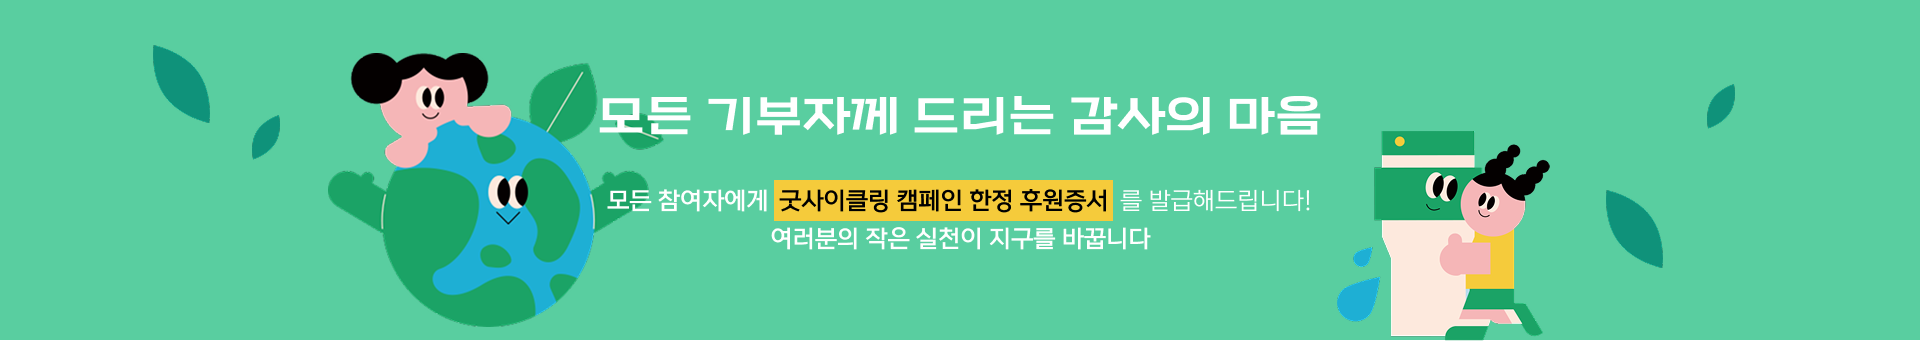 모든 기부자께 드리는 감사의 마음
모든 참여자에게 굿사이클링 캠페인 한정 후원증서 를 발급해드립니다!
여러분의 작은 실천이 지구를 바꿉니다